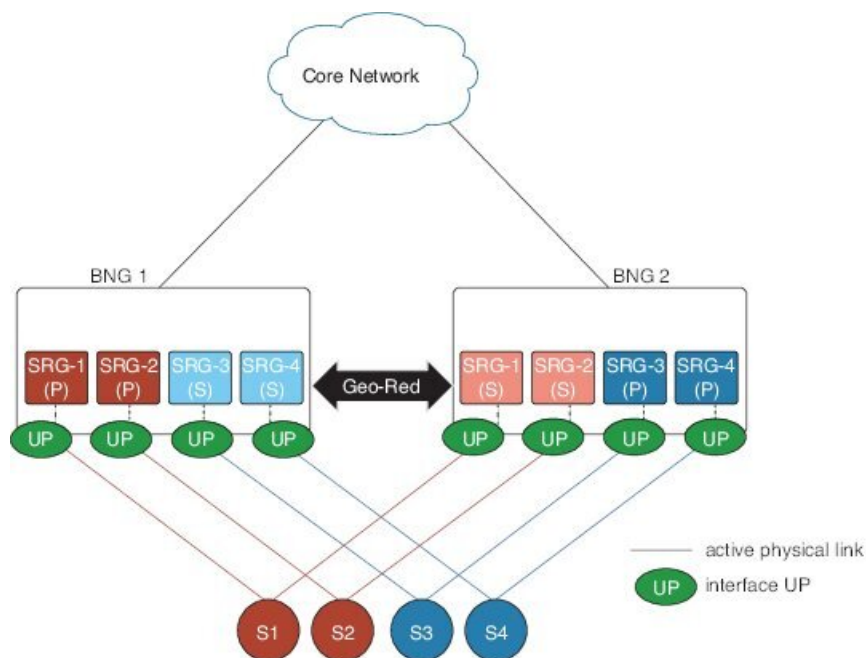 Core Network
BNG 1
BNG 2
SRG-1
(P)
SRG-2
(P)
SRG-3
(S)
SRG-4
(S)
Geo-Red
SRG-1
(S)
SRG-2
(S)
SRG-3
(P)
SRG-4
(P)
UP
UP
UP
UP
UP
UP
UP
UP
active physical link
UP
interface UP
S1
S2
S3
S4